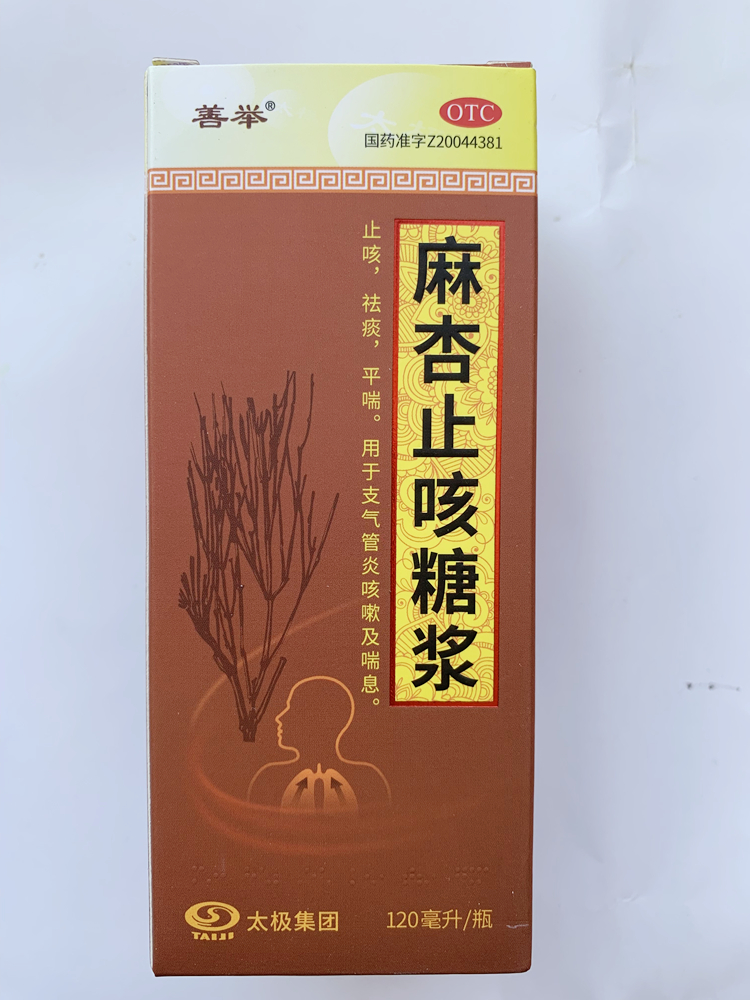 善举®
OTC
国药准字Z20044381
麻杏止咳糖浆
止咳，祛痰，平喘。用于支气管炎咳嗽及喘息。
TAIJI
太极集团
120毫升/瓶